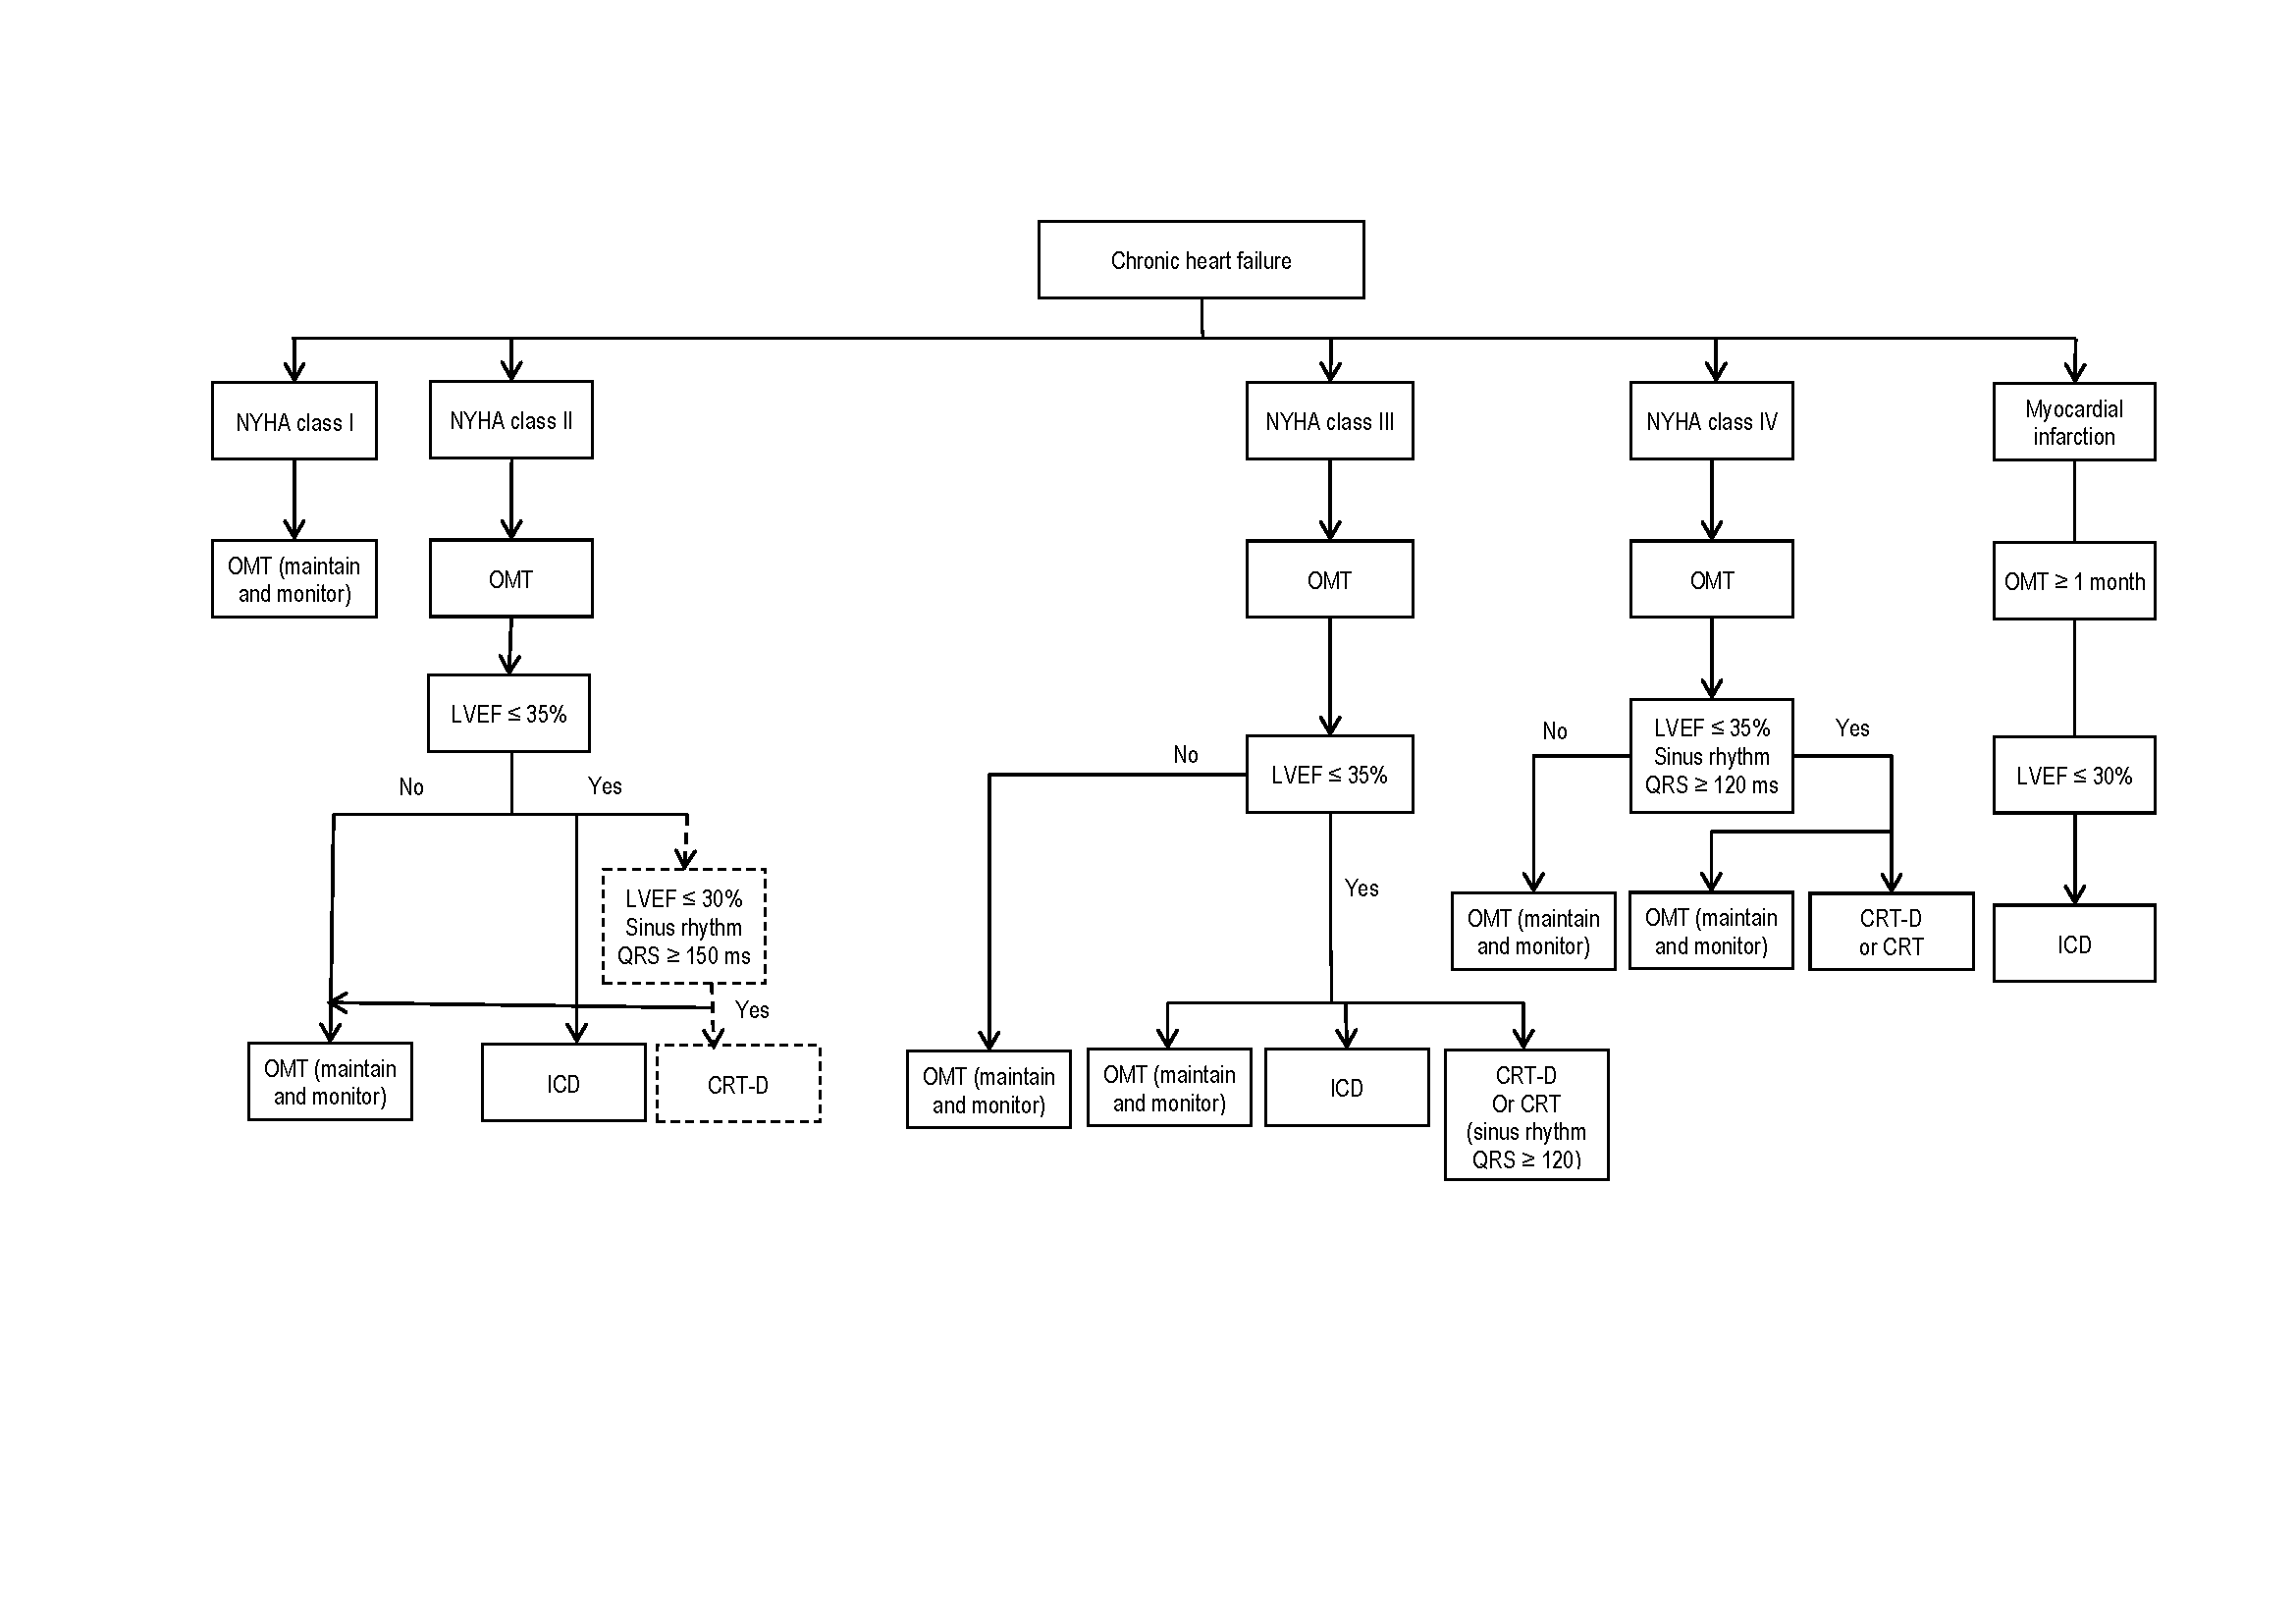 Chronic heart failure
NYHA class I
NYHA class II
NYHA class III
NYHA class IV
Myocardial
infarction
OMT (maintain
and monitor)
OMT
OMT
OMT
OMT ≥ 1 month
LVEF ≤ 35%
LVEF ≤ 35%
LVEF ≤ 35%
Sinus rhythm
QRS ≥ 120 ms
LVEF ≤ 30%
No
Yes
No
Yes
No
Yes
LVEF ≤ 30%
Sinus rhythm
QRS ≥ 150 ms
Yes
OMT (maintain
and monitor)
ICD
CRT-D
OMT (maintain
and monitor)
OMT (maintain
and monitor)
ICD
CRT-D
Or CRT
(sinus rhythm
QRS ≥ 120)
OMT (maintain
and monitor)
OMT (maintain
and monitor)
CRT-D
or CRT
ICD